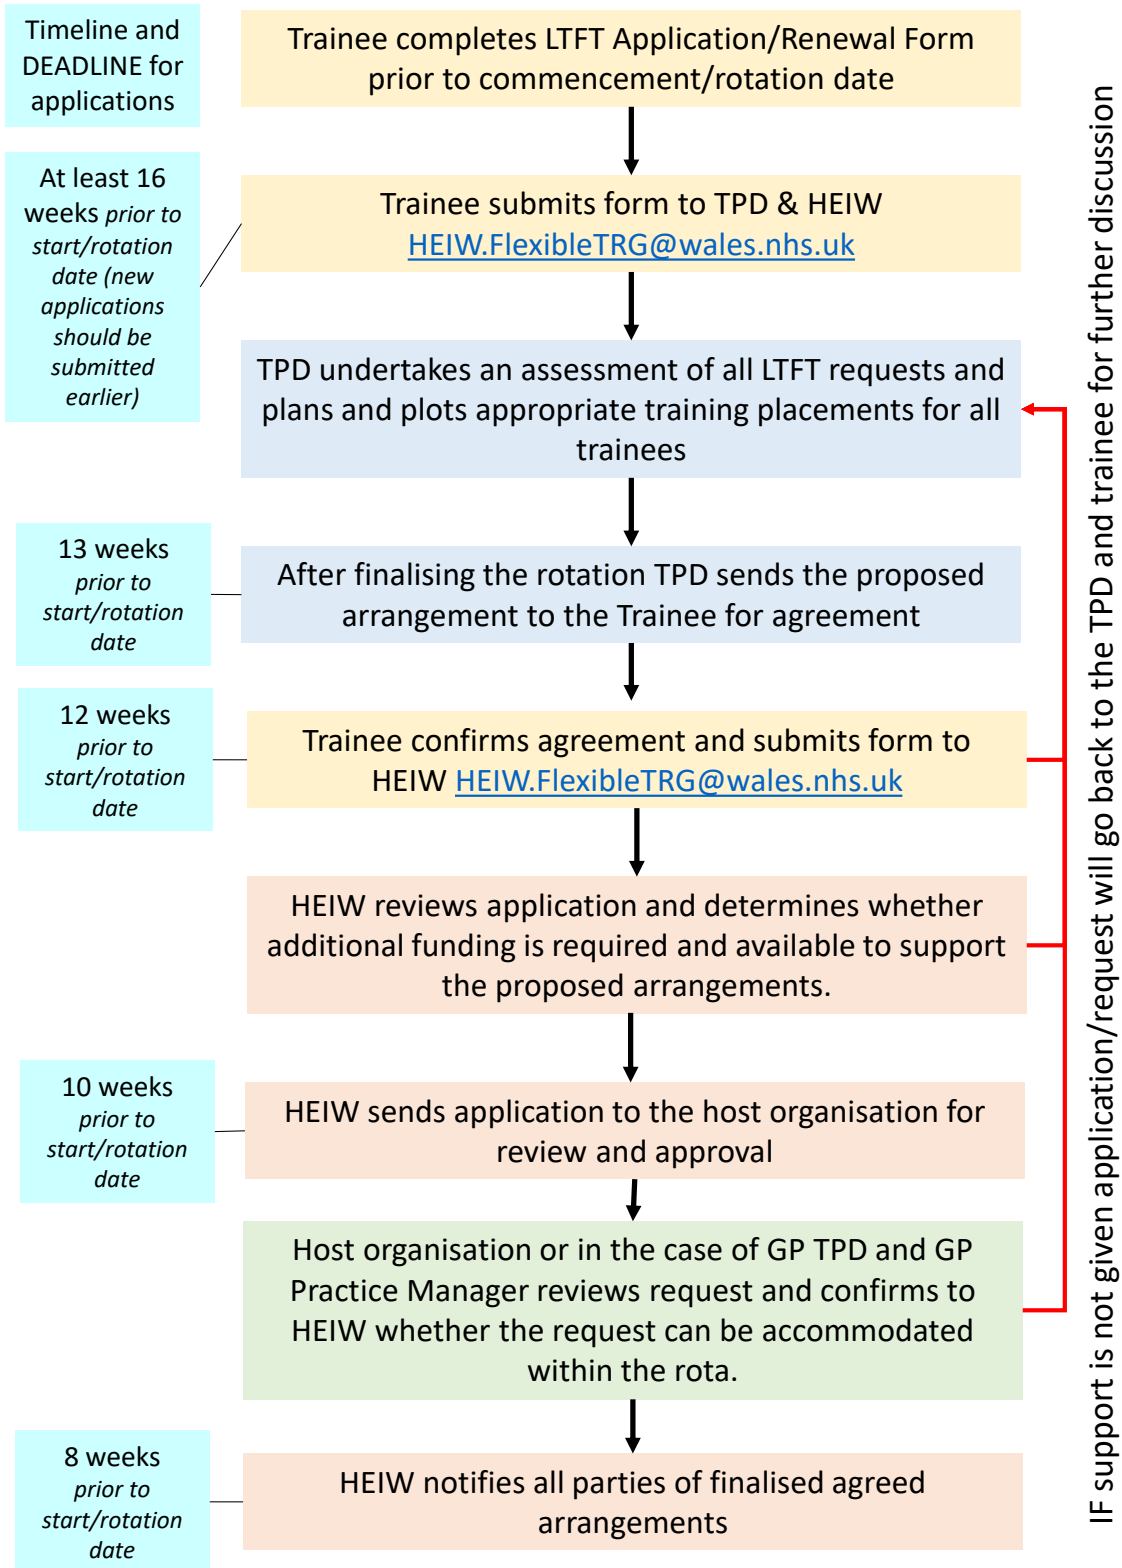 Timeline and
DEADLINE for
applications
Trainee completes LTFT Application/Renewal Form
prior to commencement/rotation date
At least 16
weeks prior to
start/rotation
date (new
applications
should be
submitted
earlier)
Trainee submits form to TPD & HEIW
HEIW.FlexibleTRG@wales.nhs.uk
TPD undertakes an assessment of all LTFT requests and
plans and plots appropriate training placements for all
trainees
13 weeks
prior to
start/rotation
date
After finalising the rotation TPD sends the proposed
arrangement to the Trainee for agreement
12 weeks
prior to
start/rotation
date
Trainee confirms agreement and submits form to
HEIW HEIW.FlexibleTRG@wales.nhs.uk
HEIW reviews application and determines whether
additional funding is required and available to support
the proposed arrangements.
10 weeks
prior to
start/rotation
date
HEIW sends application to the host organisation for
review and approval
Host organisation or in the case of GP TPD and GP
Practice Manager reviews request and confirms to
HEIW whether the request can be accommodated
within the rota.
8 weeks
prior to
start/rotation
date
HEIW notifies all parties of finalised agreed
arrangements
IF support is not given application/request will go back to the TPD and trainee for further discussion